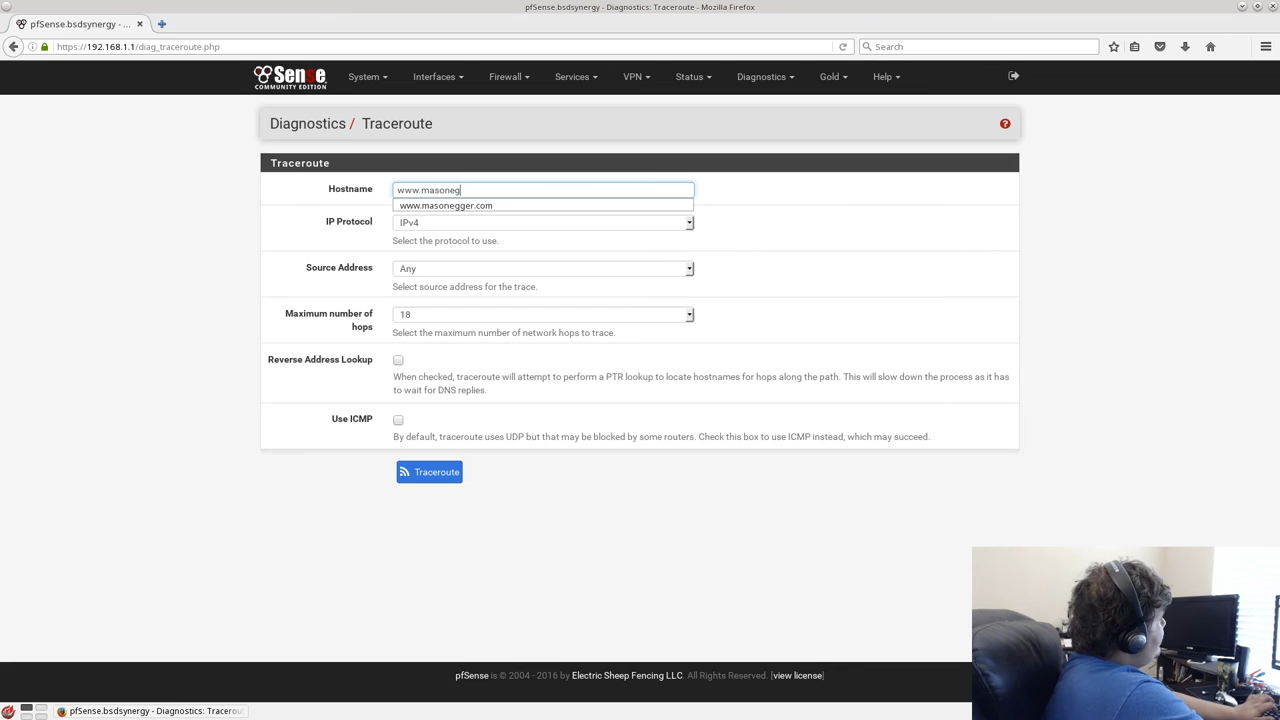 pfSense.bsdsynergy - Diagnostics: Traceroute - Mozilla Firefox
pfSense.bsdsynergy - ...
https://192.168.1.1/diag_traceroute.php
Search
Sense
COMMUNITY EDITION
System
Interfaces
Firewall
Services
VPN
Status
Diagnostics
Gold
Help
Diagnostics / Traceroute
Traceroute
Hostname
www.masoneg
www.masonegger.com
IP Protocol
IPv4
Select the protocol to use.
Source Address
Any
Select source address for the trace.
Maximum number of
hops
18
Select the maximum number of network hops to trace.
Reverse Address Lookup
When checked, traceroute will attempt to perform a PTR lookup to locate hostnames for hops along the path. This will slow down the process as it has
to wait for DNS replies.
Use ICMP
By default, traceroute uses UDP but that may be blocked by some routers. Check this box to use ICMP instead, which may succeed.
Traceroute
pfSense is © 2004 - 2016 by Electric Sheep Fencing LLC. All Rights Reserved. [view license]
pfSense.bsdsynergy - Diagnostics: Tracerou